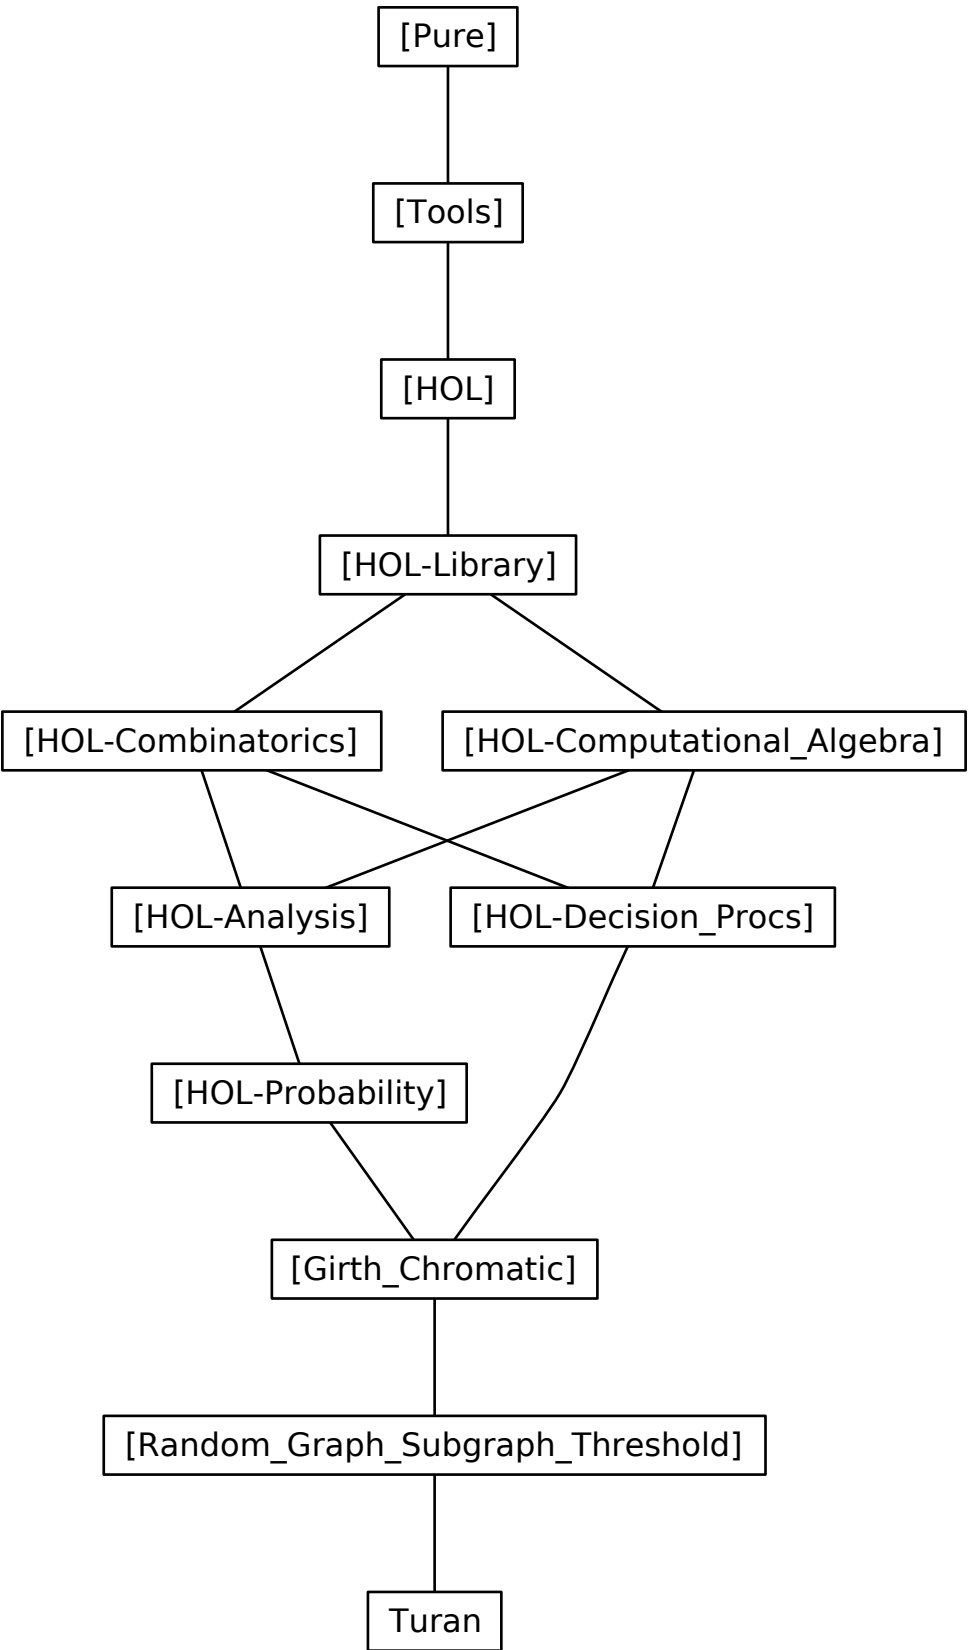 [Pure]
[Tools]
[HOL]
[HOL-Library]
[HOL-Combinatorics]
[HOL-Computational_Algebra]
[HOL-Analysis]
[HOL-Decision_Procs]
[HOL-Probability]
[Girth_Chromatic]
[Random_Graph_Subgraph_Threshold]
Turan